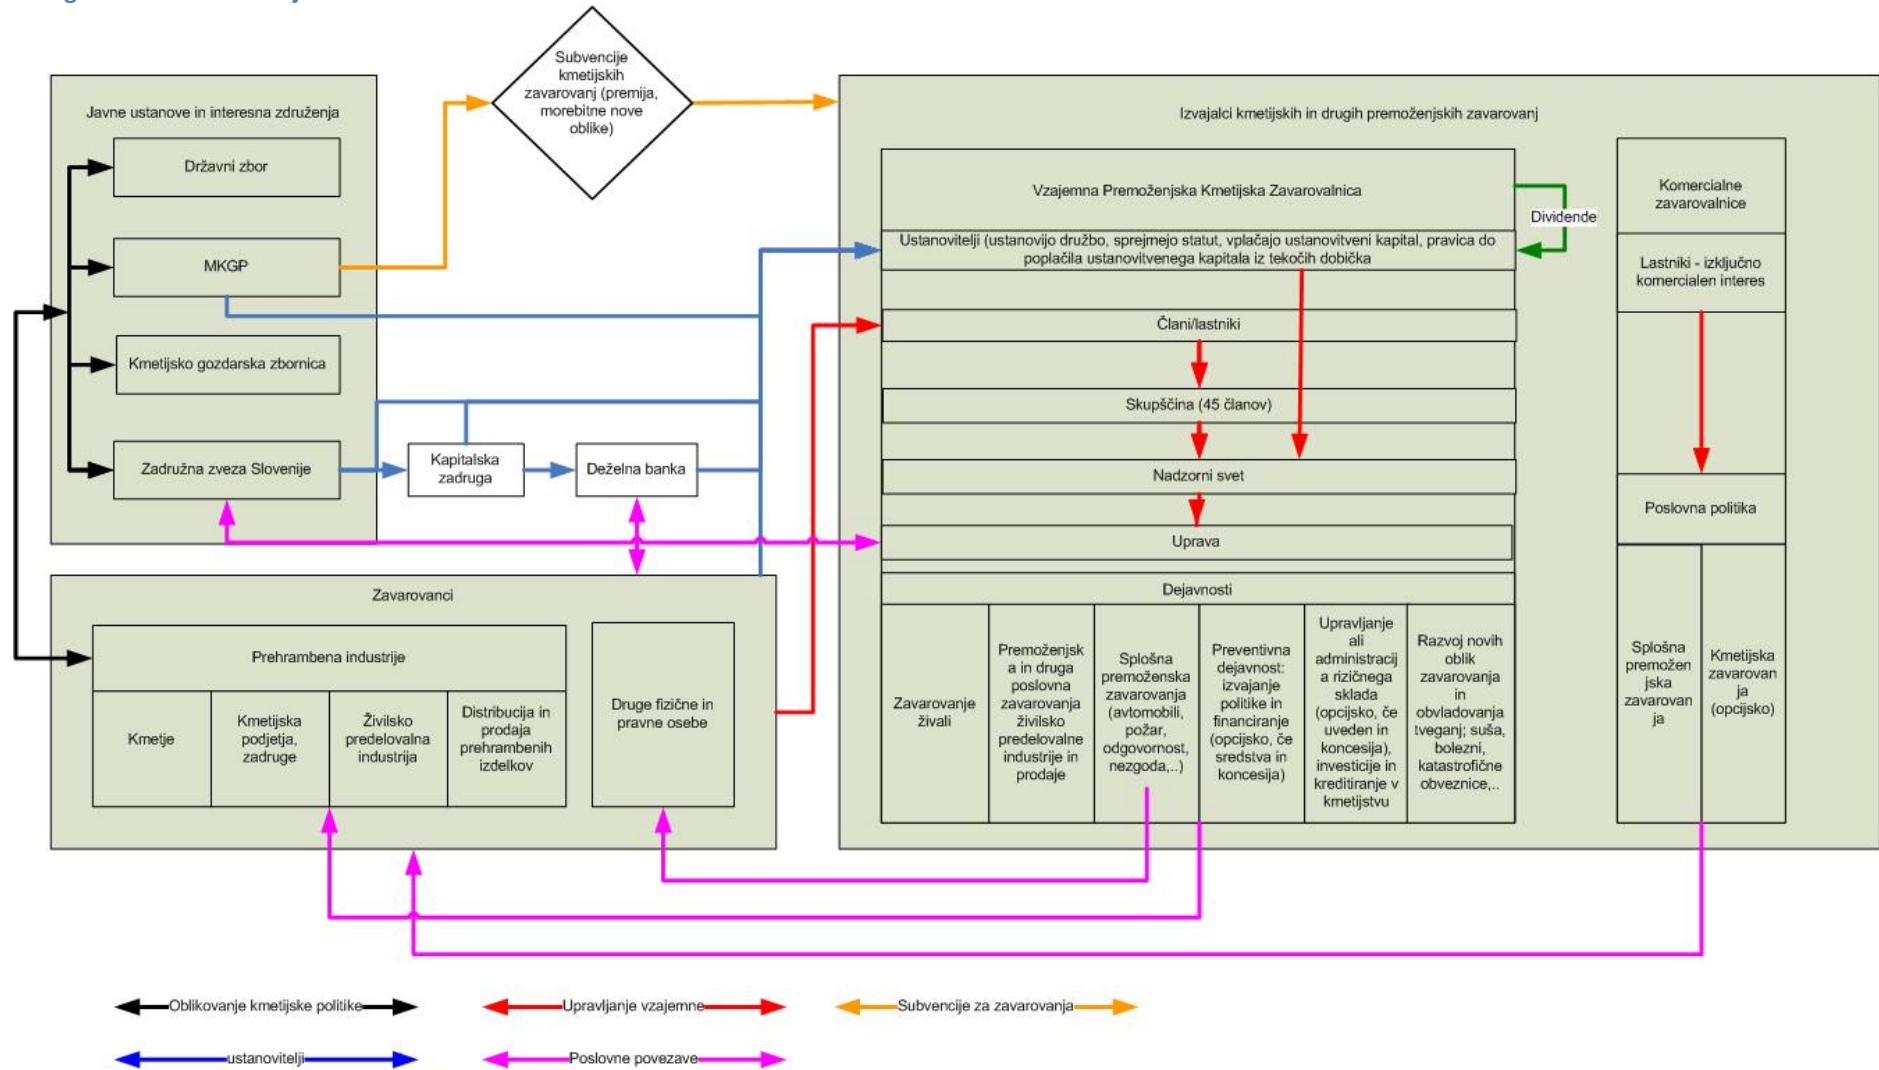 Subvencije
kmetijskih
zavarovanj (premija,
morebitne nove
oblike)
Javne ustanove in interesna združenja
Državni zbor
MKGP
Kmetijsko gozdarska zbornica
Zadružna zveza Slovenije
Kapitalska
zadruga
Deželna banka
Izvajalci kmetijskih in drugih premoženjskih zavarovanj
Vzajemna Premoženjska Kmetijska Zavarovalnica
Dividende
Ustanovitelji (ustanovijo družbo, sprejmejo statut, vplačajo ustanovitveni kapital, pravica do
poplačila ustanovitvenega kapitala iz tekočih dobička
Člani/lastniki
Skupščina (45 članov)
Nadzorni svet
Uprava
Dejavnosti
Zavarovanje
živali
Premoženjsk
a in druga
poslovna
zavarovanja
živilsko
predelovalne
industrije in
prodaje
Splošna
premoženska
zavarovanja
(avtomobili,
požar,
odgovornost,
nezgoda,..)
Preventivna
dejavnost:
izvajanje
politike in
financiranje
(opcijsko, če
sredstva in
koncesija)
Upravljanje
ali
administracij
a rizičnega
sklada
(opcijsko, če
uveden in
koncesija),
investicije in
kreditiranje v
kmetijstvu
Razvoj novih
oblik
zavarovanja
in
obvladovanja
tveganj; suša,
bolezni,
katastrofične
obveznice,..
Komercialne
zavarovalnice
Lastniki - izključno
komercialen interes
Poslovna politika
Splošna
premožen
jska
zavarovan
ja
Kmetijska
zavarovan
ja
(opcijsko)
Zavarovanci
Prehrambena industrije
Kmetje
Kmetijska
podjetja,
zadruge
Živilsko
predelovalna
industrija
Distribucija in
prodaja
prehrambenih
izdelkov
Druge fizične in
pravne osebe
Oblikovanje kmetijske politike
Upravljanje vzajemne
Subvencije za zavarovanja
ustanovitelji
Poslovne povezave